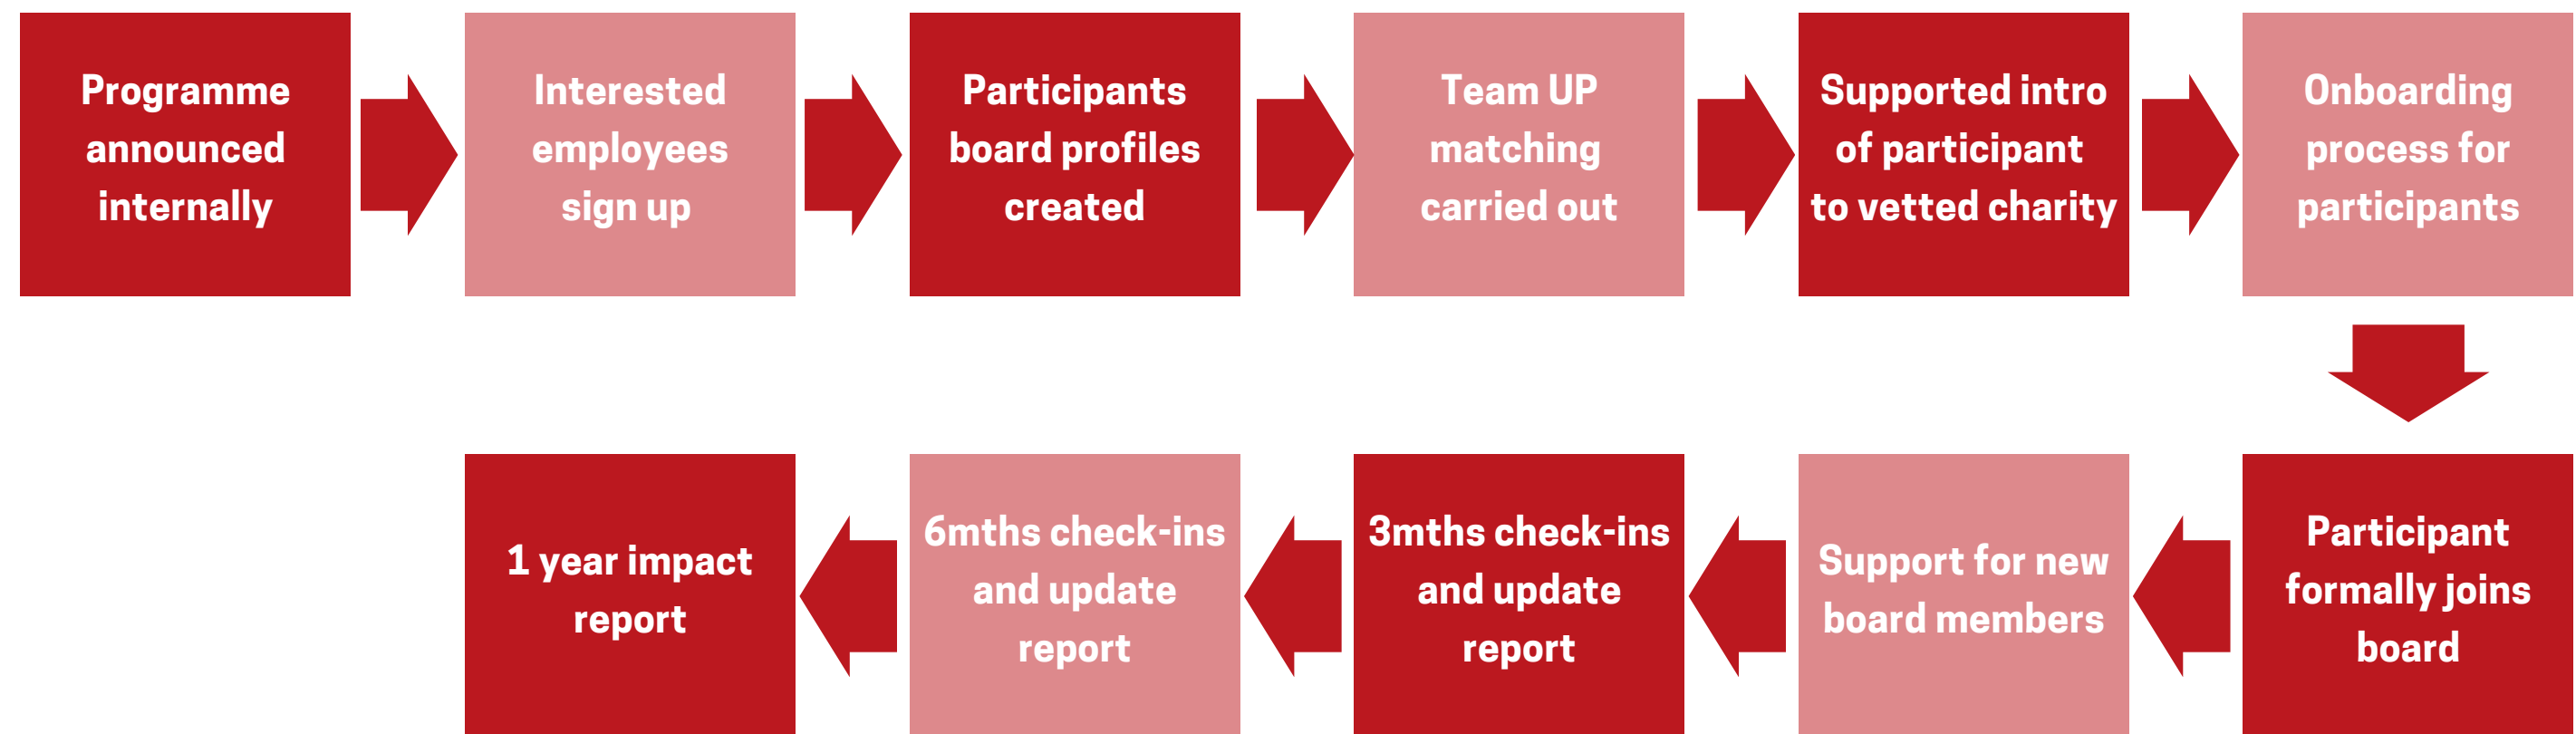 Programme
announced
internally
Interested
employees
sign up
Participants
board profiles
created
Team UP
matching
carried out
Supported intro
of participant
to vetted charity
Onboarding
process for
participants
Participant
formally joins
board
Support for new
board members
3mths check-ins
and update
report
6mths check-ins
and update
report
1 year impact
report